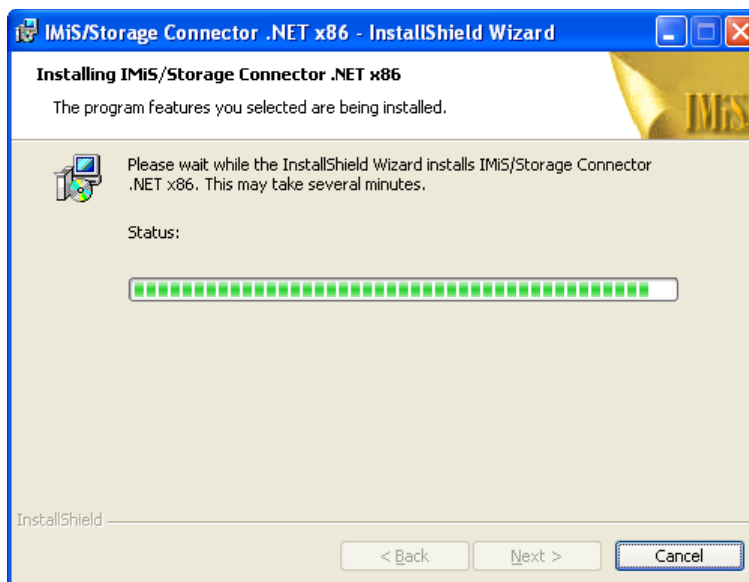 IMiS/Storage Connector .NET x86 - InstallShield Wizard
Installing IMiS/Storage Connector .NET x86
The program features you selected are being installed.
IMiS
Please wait while the InstallShield Wizard installs IMiS/Storage Connector
.NET x86. This may take several minutes.
Status:
InstallShield
< Back
Next >
Cancel